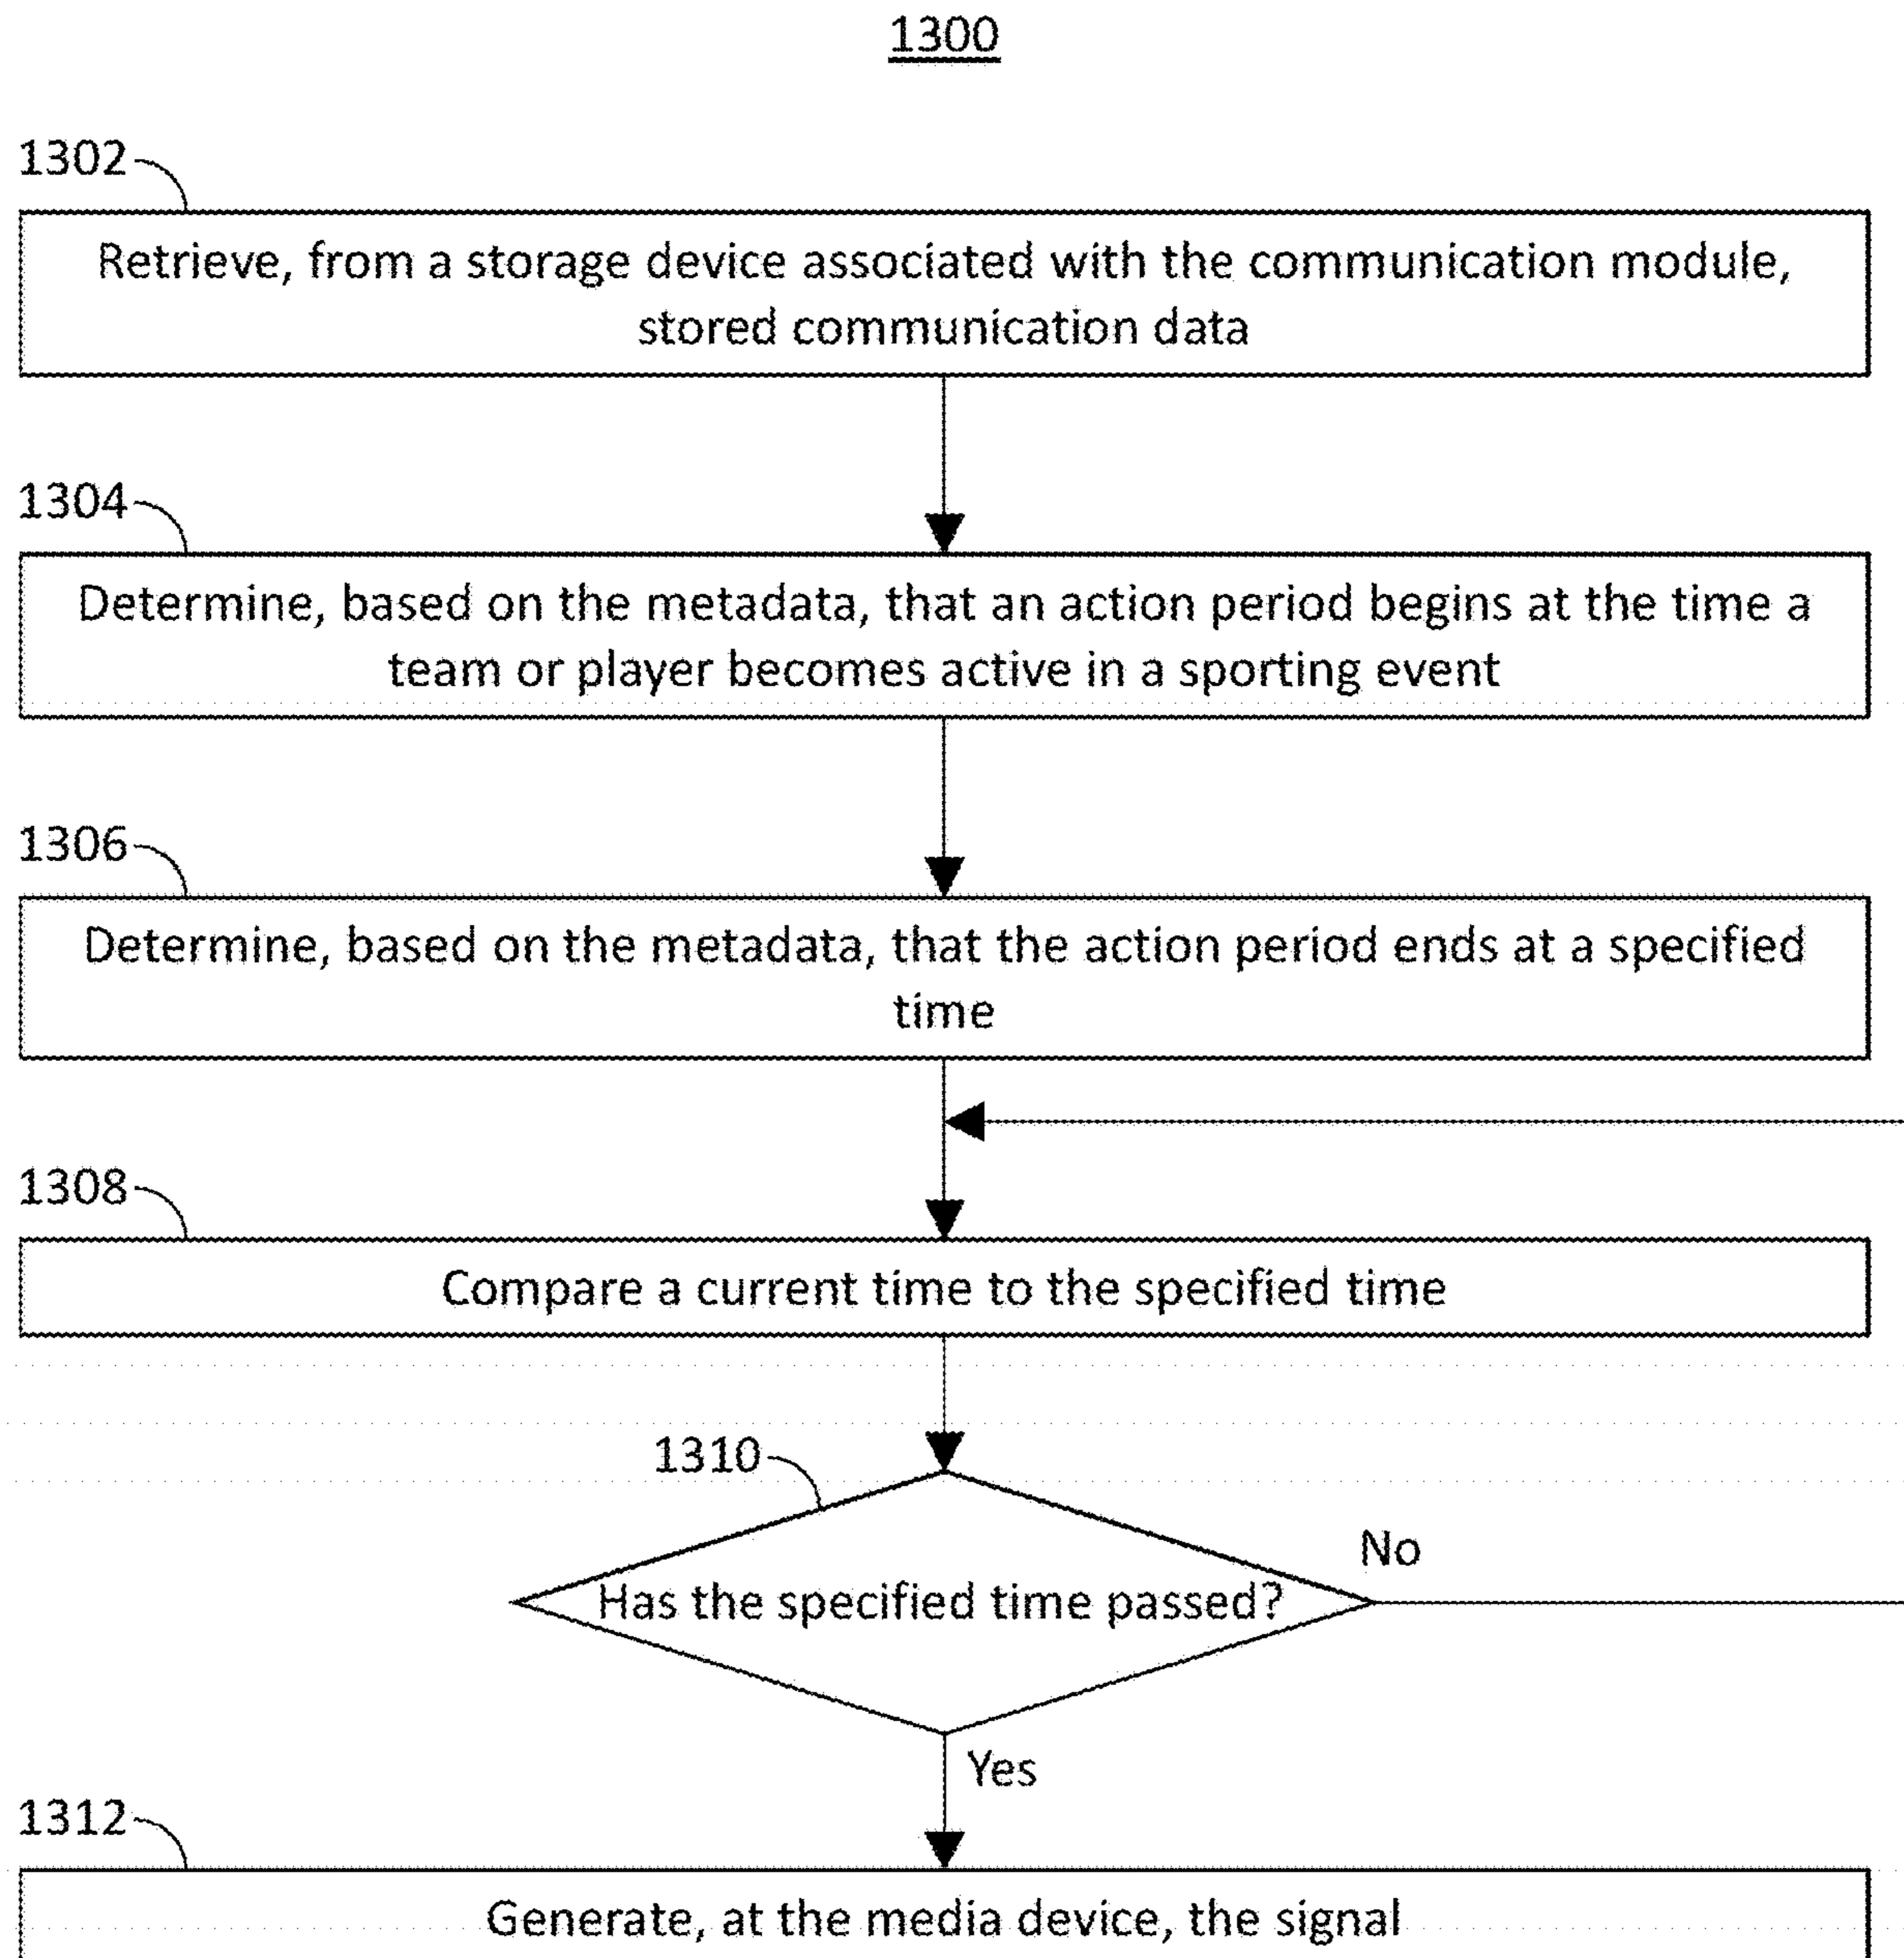 1300
1302
Retrieve, from a storage device associated with the communication module,
stored communication data
1304
Determine, based on the metadata, that an action period begins at the time a
team or player becomes active in a sporting event
1306
Determine, based on the metadata, that the action period ends at a specified
time
1308
Compare a current time to the specified time
1310
Has the specified time passed?
No
Yes
1312
Generate, at the media device, the signal